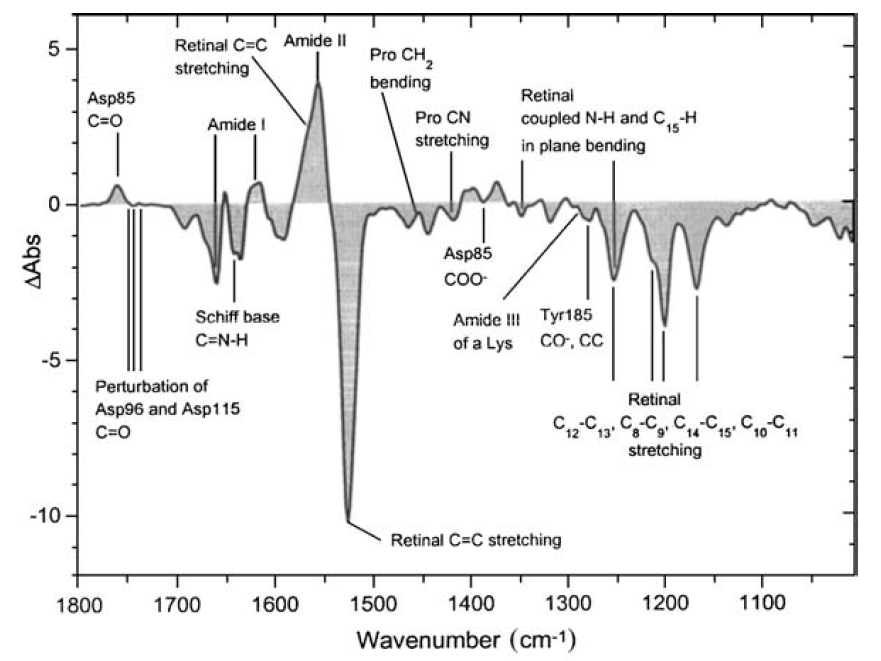 Retinal C=C
stretching
Amide II
Pro CH2
bending
Asp85
C=O
Amide I
Pro CN
stretching
Retinal
coupled N-H and C15-H
in plane bending
5
0
-5
-10
ΔAbs
Schiff base
C=N-H
Asp85
COO-
Amide III
of a Lys
Tyr185
CO-, CC
Perturbation of
Asp96 and Asp115
C=O
Retinal
C12-C13, C8-C9, C14-C15, C10-C11
stretching
Retinal C=C stretching
1800 1700 1600 1500 1400 1300 1200 1100
Wavenumber (cm-1)